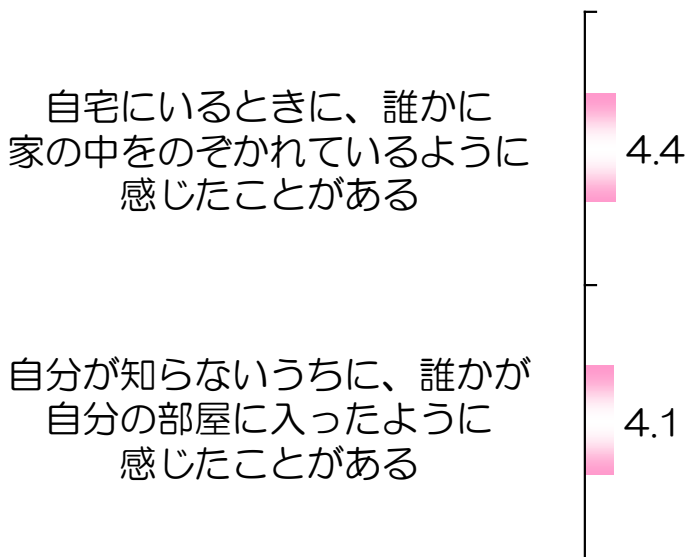 自宅にいるときに、誰かに
家の中をのぞかれているように
感じたことがある
4.4
自分が知らないうちに、誰かが
自分の部屋に入ったように
感じたことがある
4.1